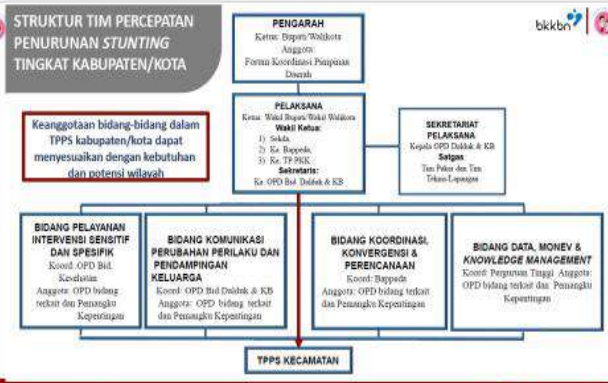 STRUKTUR TIM PERCEPATAN
PENURUNAN STUNTING
TINGKAT KABUPATEN/KOTA
bkkbn
PENGARAH
Ketua: Bupati/Walikota
Anggota:
Forum Koordinasi Pimpinan
Daerah
Keanggotaan bidang-bidang dalam
TPPS kabupaten/kota dapat
menyesuaikan dengan kebutuhan
dan potensi wilayah
PELAKSANA
Ketua: Wakil Bupati/Wakil Walikota
Wakil Ketua:
1) Sekda,
2) Ka. Bappeda,
3) Ke. TP PKK
Sekretaris:
Ka. OPD Bid. Dalduk & KB
SEKRETARIAT
PELAKSANA
Kepala OPD Dalduk & KB
Satgas
Tim Pakar dan Tim
Teknis Lapangan
BIDANG PELAYANAN
INTERVENSI SENSITIF
DAN SPESIFIK
Koord: OPD Bid.
Kesehatan
Anggota: OPD bidang
terkait dan Pemangku
Kepentingan
BIDANG KOMUNIKASI
PERUBAHAN PERILAKU DAN
PENDAMPINGAN
KELUARGA
Koord: OPD Bid Dalduk & KB
Anggota: OPD bidang terkait
dan Pemangku Kepentingan
BIDANG KOORDINASI,
KONVERGENSI &
PERENCANAAN
Koord: Bappeda
Anggota: OPD bidang terkait
dan Pemangku Kepentingan
BIDANG DATA, MONEV &
KNOWLEDGE MANAGEMENT
Koord: Perguruan Tinggi Anggota:
OPD bidang terkait dan Pemangku
Kepentingan
TPPS KECAMATAN